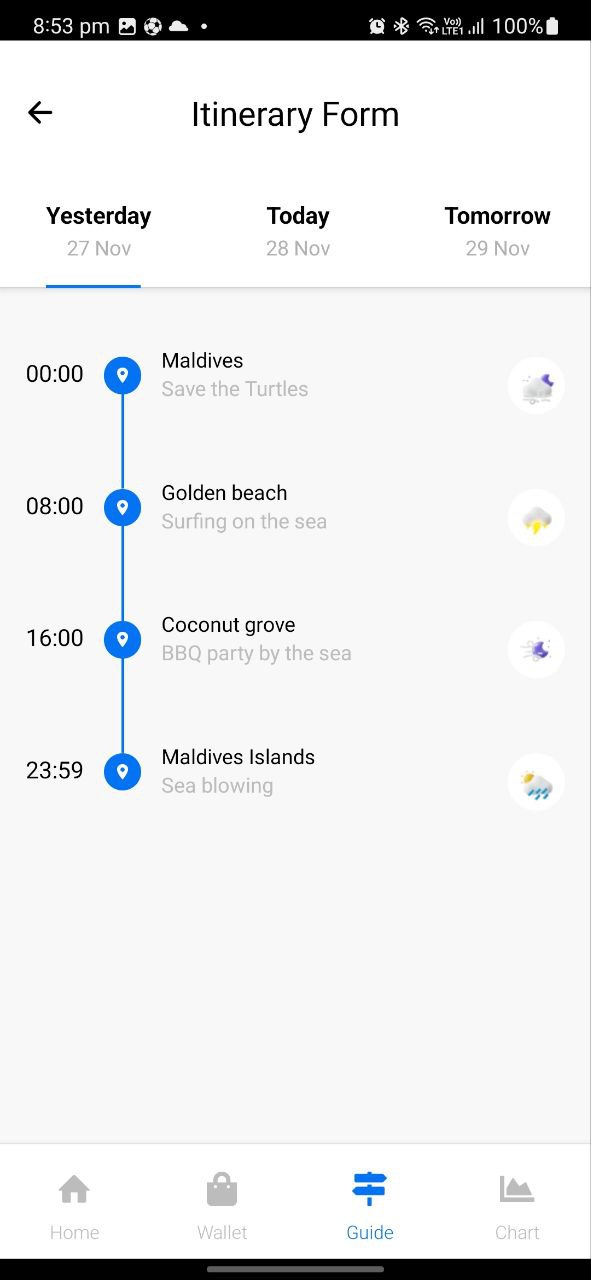 8:53 pm
Vo))
LTE1
100%
Itinerary Form
Yesterday
Today
Tomorrow
27 Nov
28 Nov
29 Nov
00:00
Maldives
Save the Turtles
08:00
Golden beach
Surfing on the sea
16:00
Coconut grove
BBQ party by the sea
23:59
Maldives Islands
Sea blowing
Home
Wallet
Guide
Chart